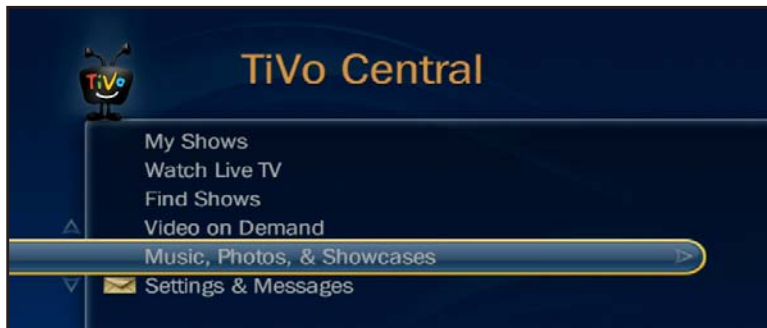 TiVo
TiVo Central
My Shows
Watch Live TV
Find Shows
Video on Demand
Music, Photos, & Showcases
Settings & Messages